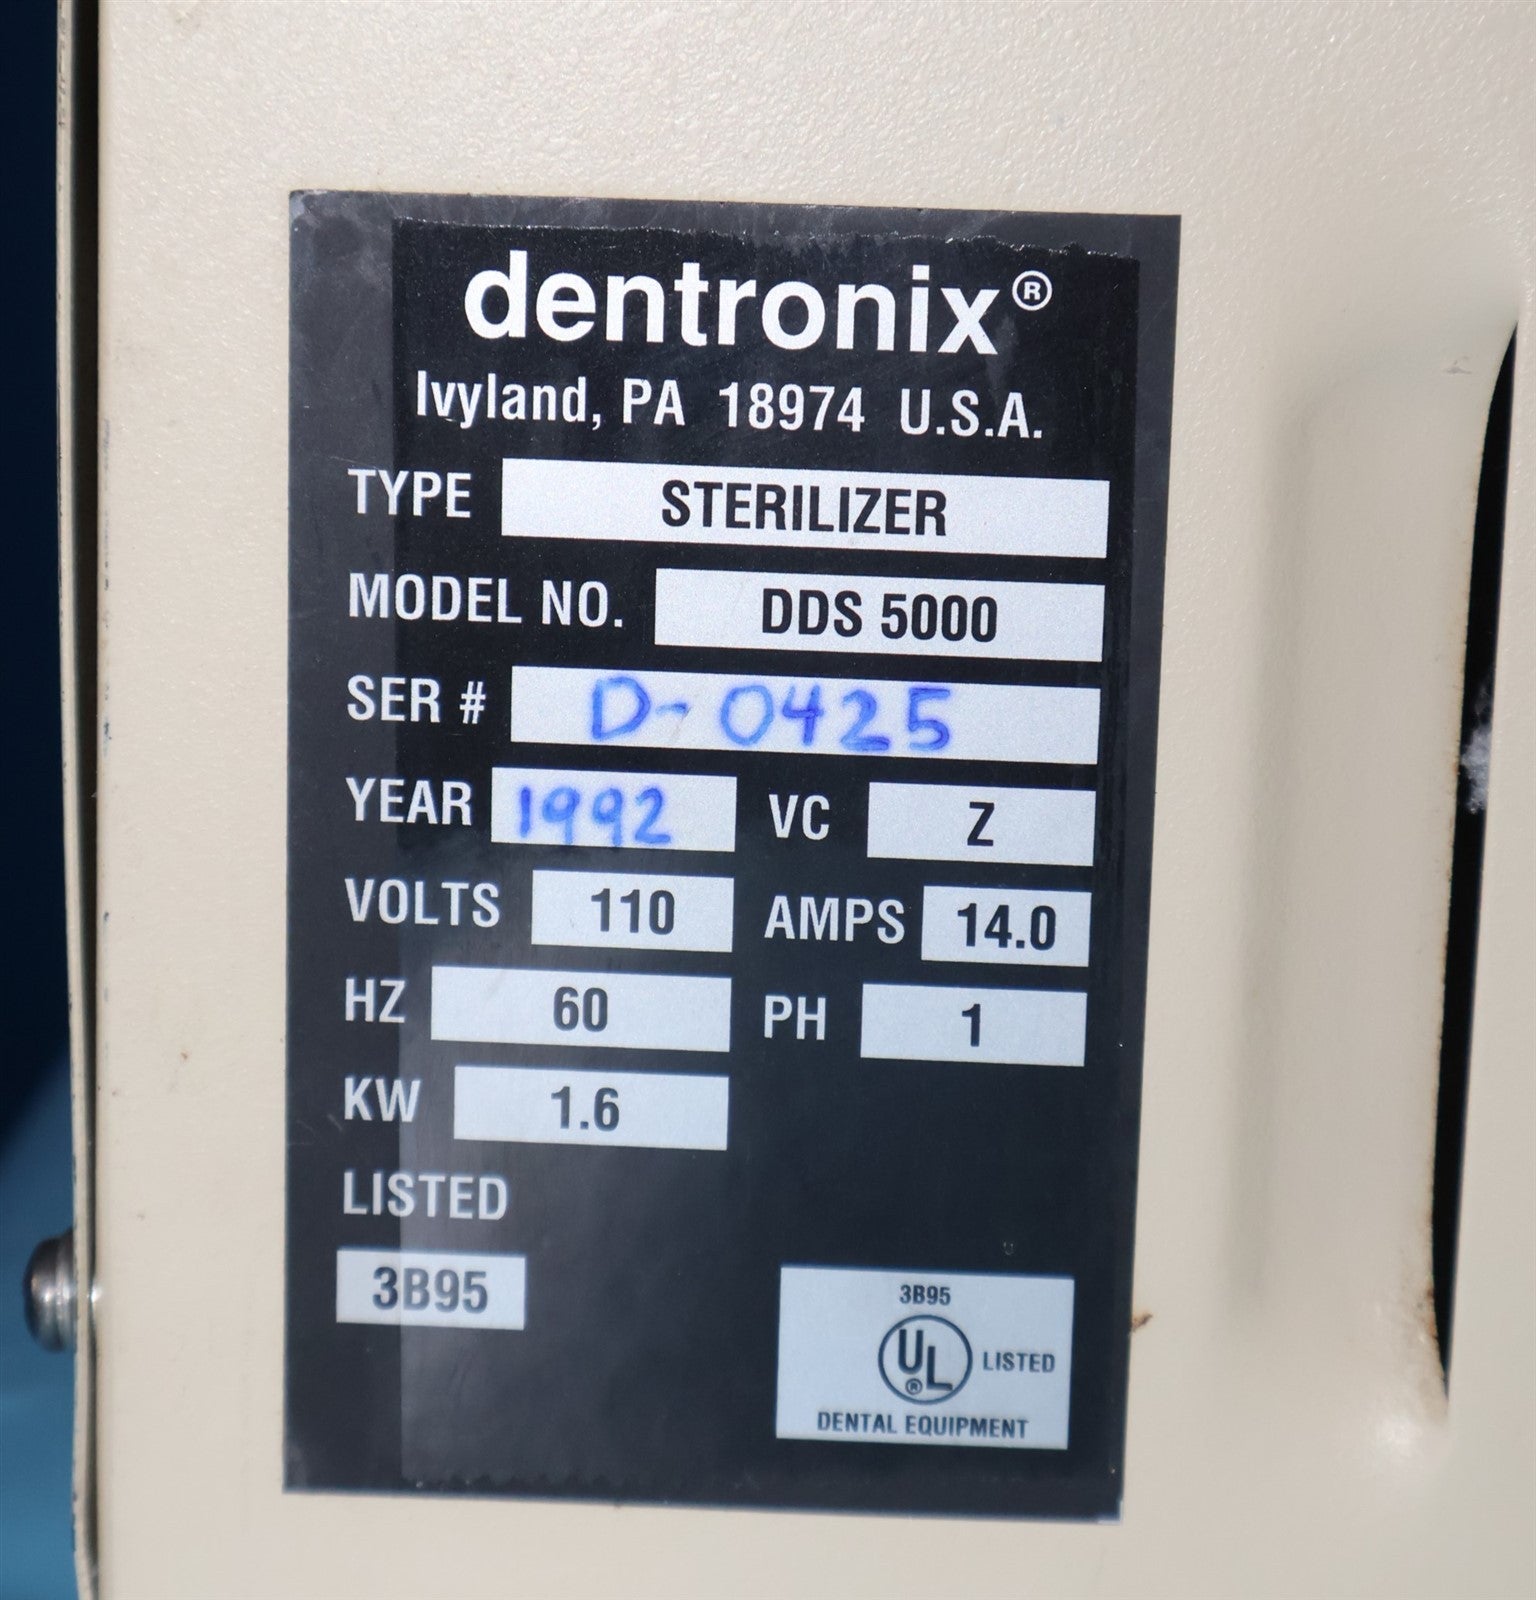 dentronix®
Ivyland, PA 18974 U.S.A.
TYPE STERILIZER
MODEL NO. DDS 5000
SER # D-0425
YEAR 1992 VC Z
VOLTS 110 AMPS 14.0
HZ 60 PH 1
KW 1.6
LISTED
3B95
3B95
UL® LISTED
DENTAL EQUIPMENT